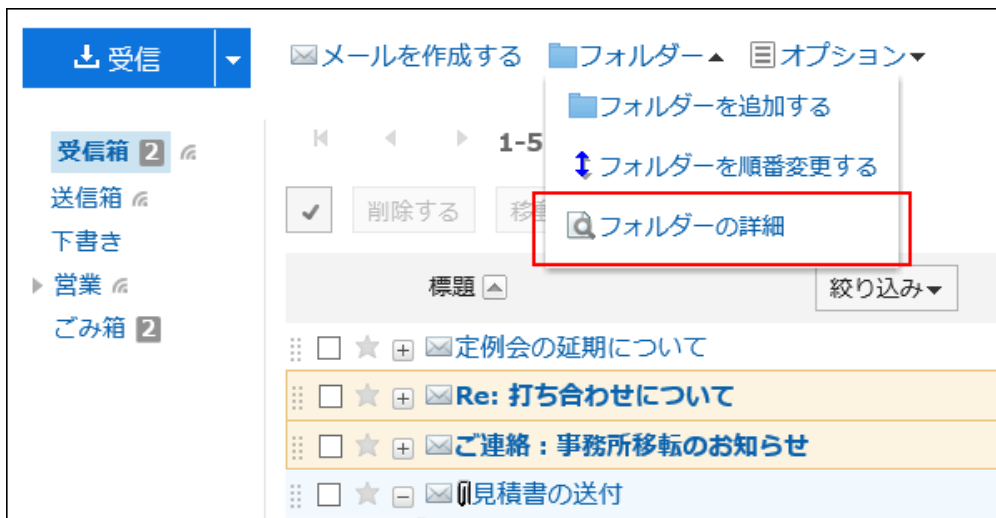 受信 メールを作成する フォルダー オプション
フォルダーを追加する
1-5
フォルダーを順番変更する
削除する
フォルダーの詳細
受信箱 2
送信箱
下書き
営業
ごみ箱 2
標題 絞り込み
定例会の延期について
Re: 打ち合わせについて
ご連絡：事務所移転のお知らせ
見積書の送付